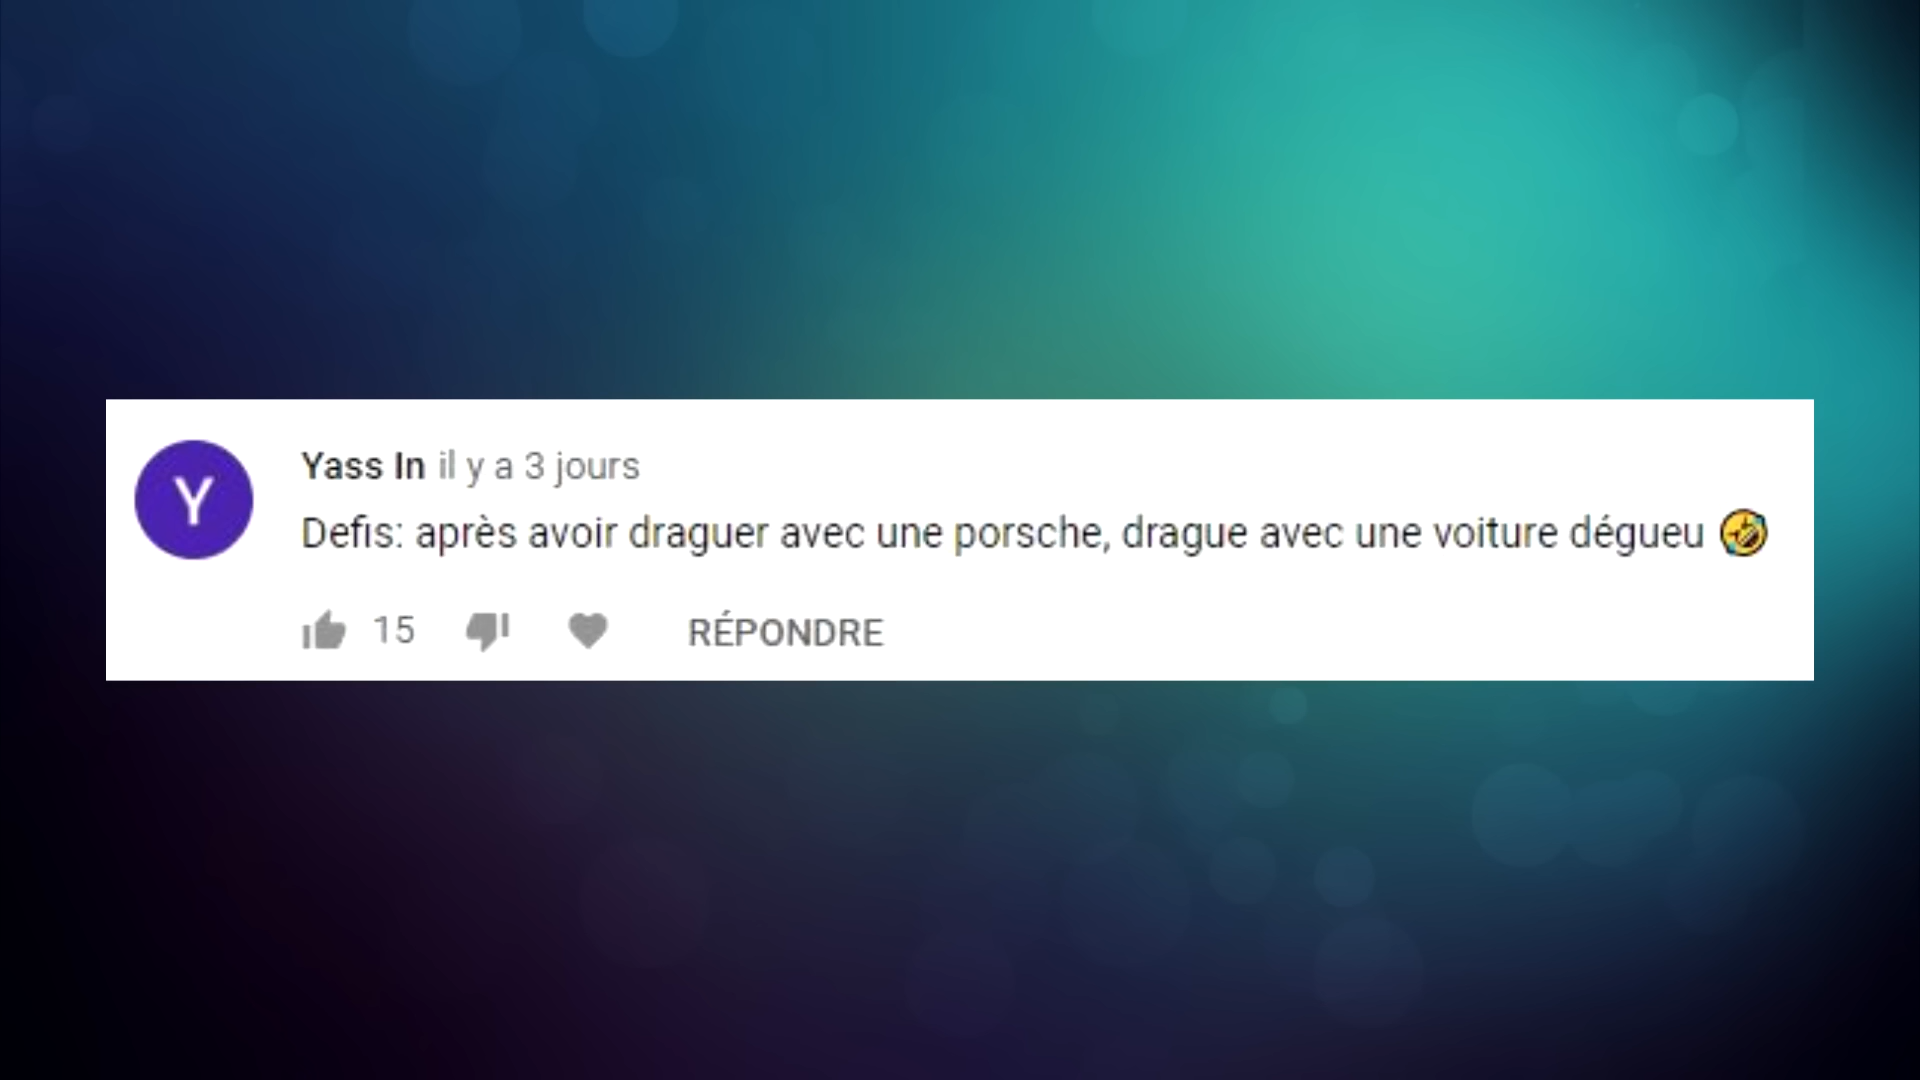 Y
Yass In il y a 3 jours
Defis: après avoir draguer avec une porsche, drague avec une voiture dégueu 🤣
15 RÉPONDRE